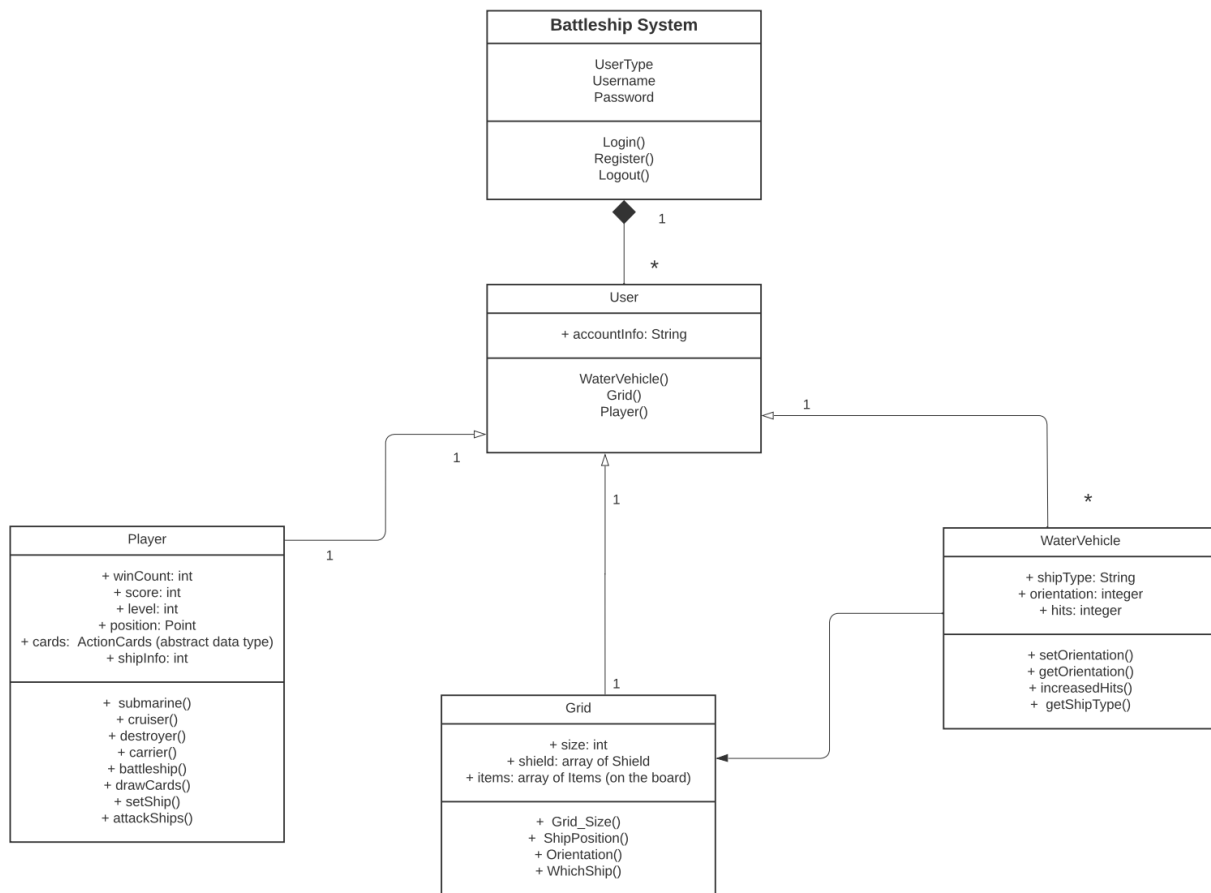 Battleship System
UserType
Username
Password
Login()
Register()
Logout()
1
*
User
+ accountInfo: String
WaterVehicle()
Grid()
Player()
1
1
1
*
Player
1
+ winCount: int
+ score: int
+ level: int
+ position: Point
+ cards:  ActionCards (abstract data type)
+ shipInfo: int
+  submarine()
+ cruiser()
+ destroyer()
+ carrier()
+ battleship()
+ drawCards()
+ setShip()
+ attackShips()
WaterVehicle
+ shipType: String
+ orientation: integer
+ hits: integer
+ setOrientation()
+ getOrientation()
+ increasedHits()
+  getShipType()
1
Grid
+ size: int
+ shield: array of Shield
+ items: array of Items (on the board)
+  Grid_Size()
+  ShipPosition()
+ Orientation()
+ WhichShip()